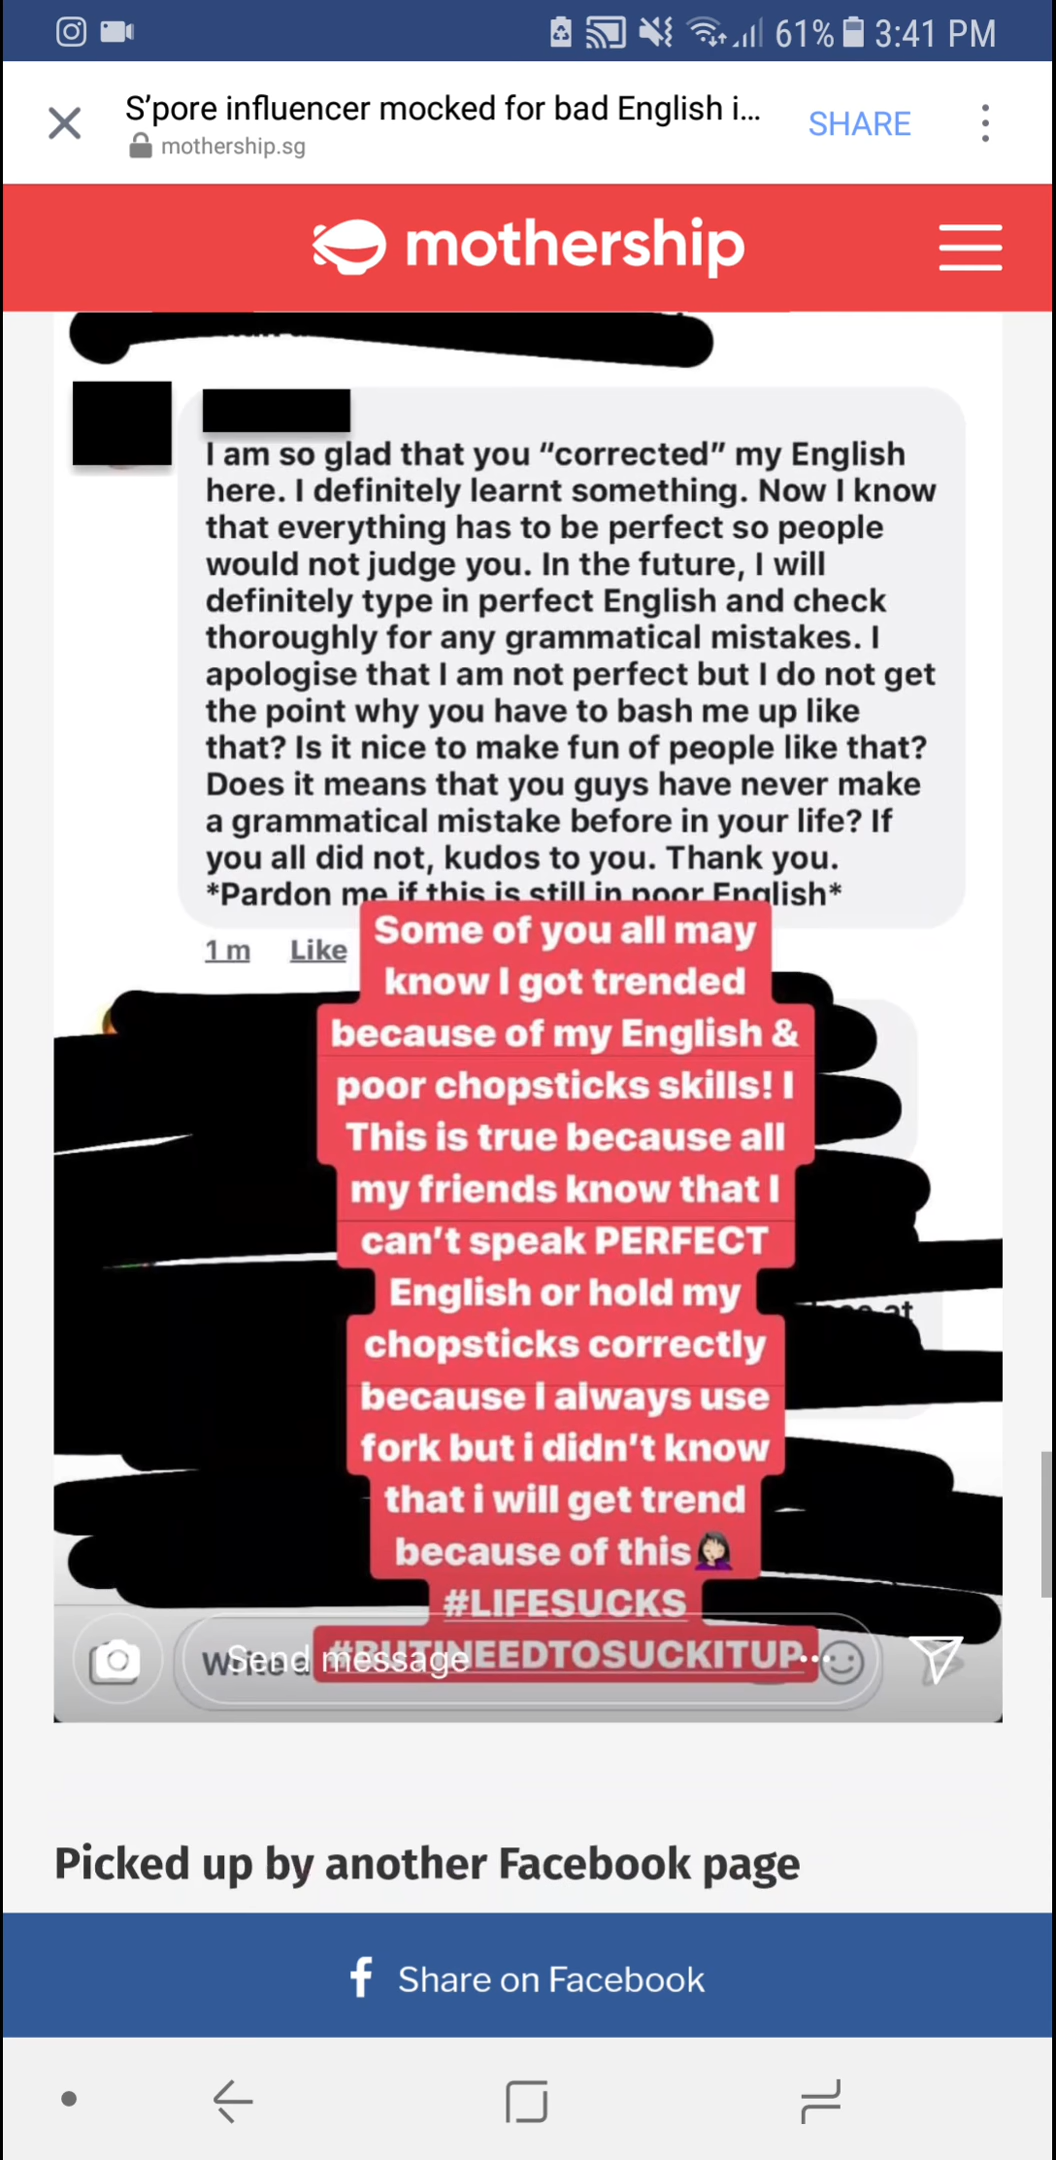 61% 3:41 PM
S'pore influencer mocked for bad English i...
SHARE
mothership.sg
mothership
I am so glad that you "corrected" my English
here. I definitely learnt something. Now I know
that everything has to be perfect so people
would not judge you. In the future, I will
definitely type in perfect English and check
thoroughly for any grammatical mistakes. I
apologise that I am not perfect but I do not get
the point why you have to bash me up like
that? Is it nice to make fun of people like that?
Does it means that you guys have never make
a grammatical mistake before in your life? If
you all did not, kudos to you. Thank you.
*Pardon me if this is still in poor English*
1 m Like
Some of you all may
know I got trended
because of my English &
poor chopsticks skills! I
This is true because all
my friends know that I
can't speak PERFECT
English or hold my
chopsticks correctly
because I always use
fork but i didn't know
that i will get trend
because of this🤦🏻‍♀️
#LIFESUCKS
#BUTINEEDTOSUCKITUP
Send message
at
Picked up by another Facebook page
Share on Facebook